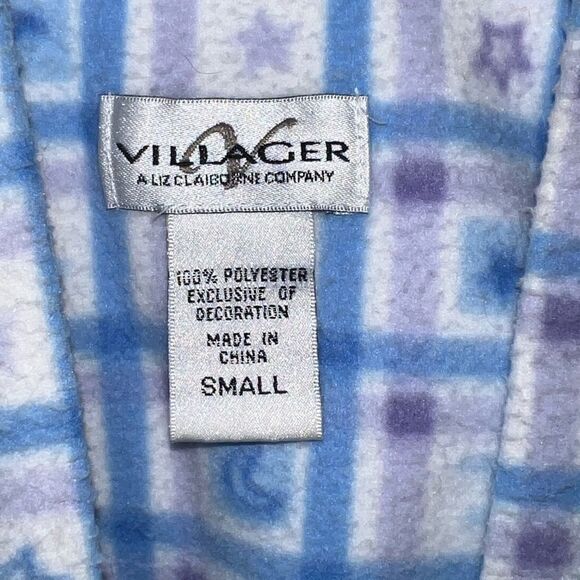 VILLAGER
A LIZ CLAIBORNE COMPANY
100% POLYESTER
EXCLUSIVE OF
DECORATION
MADE IN
CHINA
SMALL